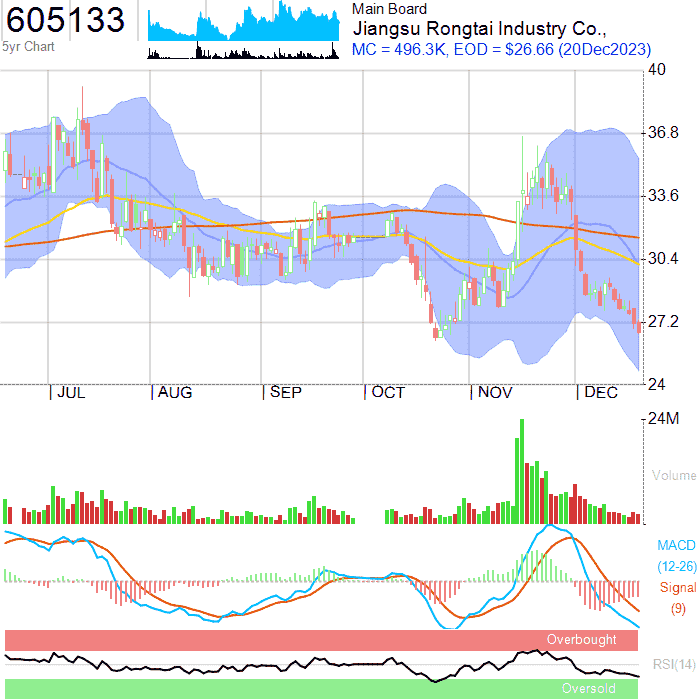 605133
5yr Chart
Main Board
Jiangsu Rongtai Industry Co.,
MC = 496.3K, EOD = $26.66 (20Dec2023)
40
36.8
33.6
30.4
27.2
24
JUL AUG SEP OCT NOV DEC
24M
Volume
MACD
(12-26)
Signal
(9)
Overbought
RSI(14)
Oversold